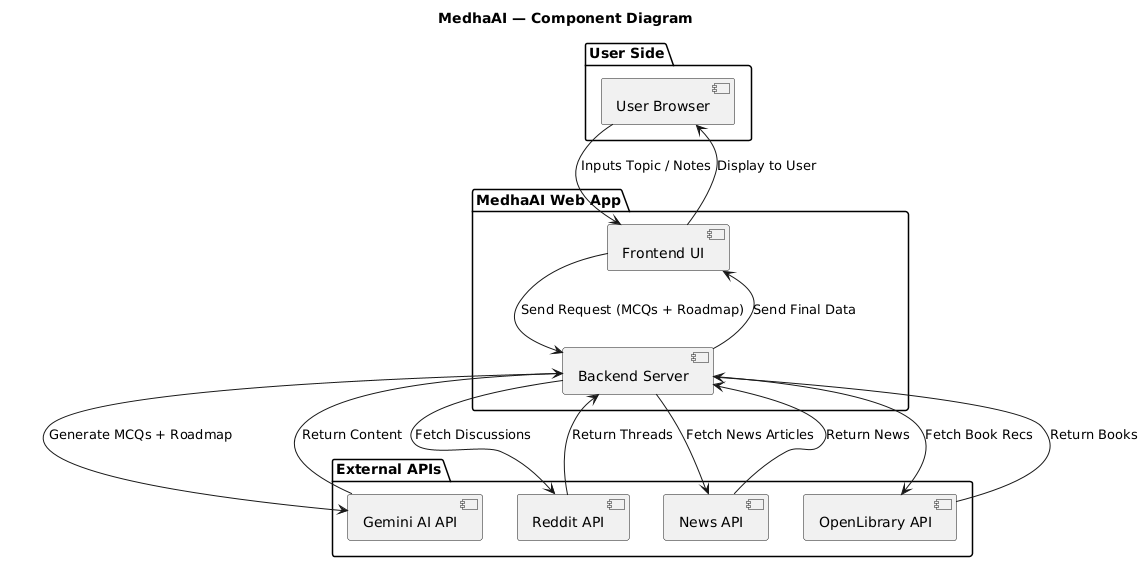 MedhaAI — Component Diagram
User Side
User Browser
Inputs Topic / Notes
Display to User
MedhaAI Web App
Frontend UI
Send Request (MCQs + Roadmap)
Send Final Data
Backend Server
Generate MCQs + Roadmap
Return Content
Fetch Discussions
Return Threads
Fetch News Articles
Return News
Fetch Book Recs
Return Books
External APIs
Gemini AI API
Reddit API
News API
OpenLibrary API